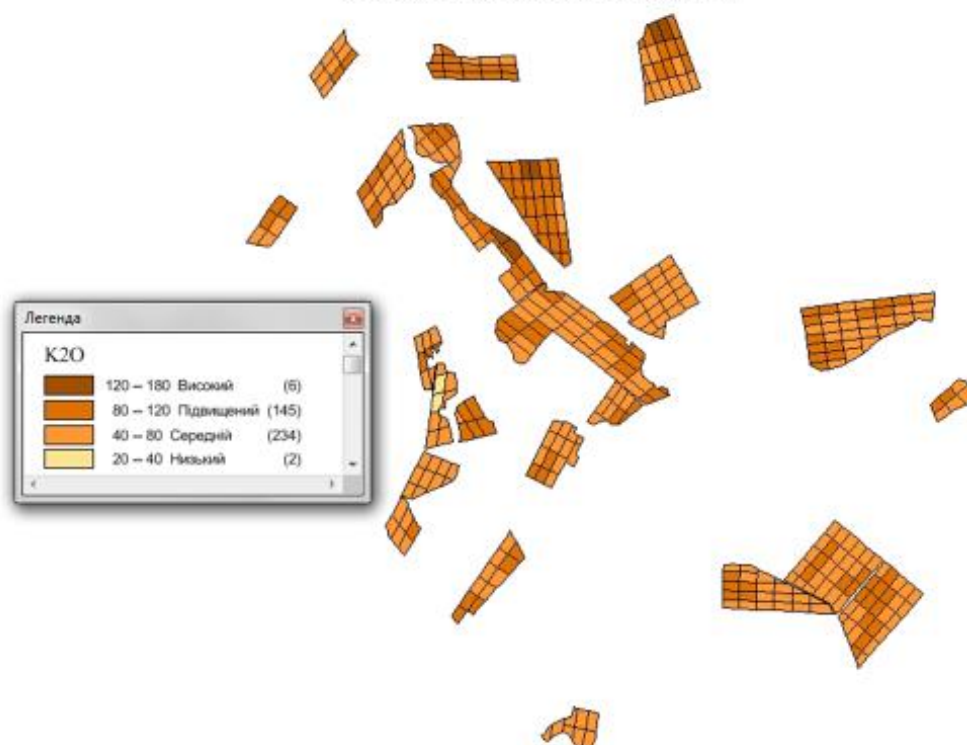 Легенда
K2O
120 – 180 Високий (6)
80 – 120 Підвищений (145)
40 – 80 Середній (234)
20 – 40 Низький (2)